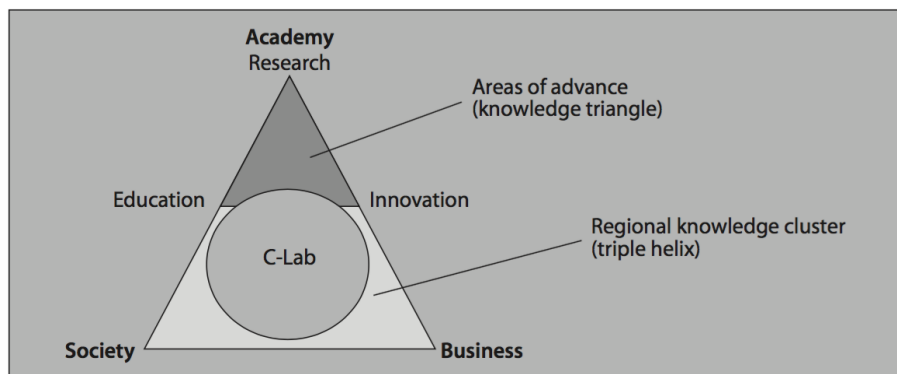 Academy
Research
Areas of advance
(knowledge triangle)
Education
Innovation
Regional knowledge cluster
(triple helix)
C-Lab
Society
Business